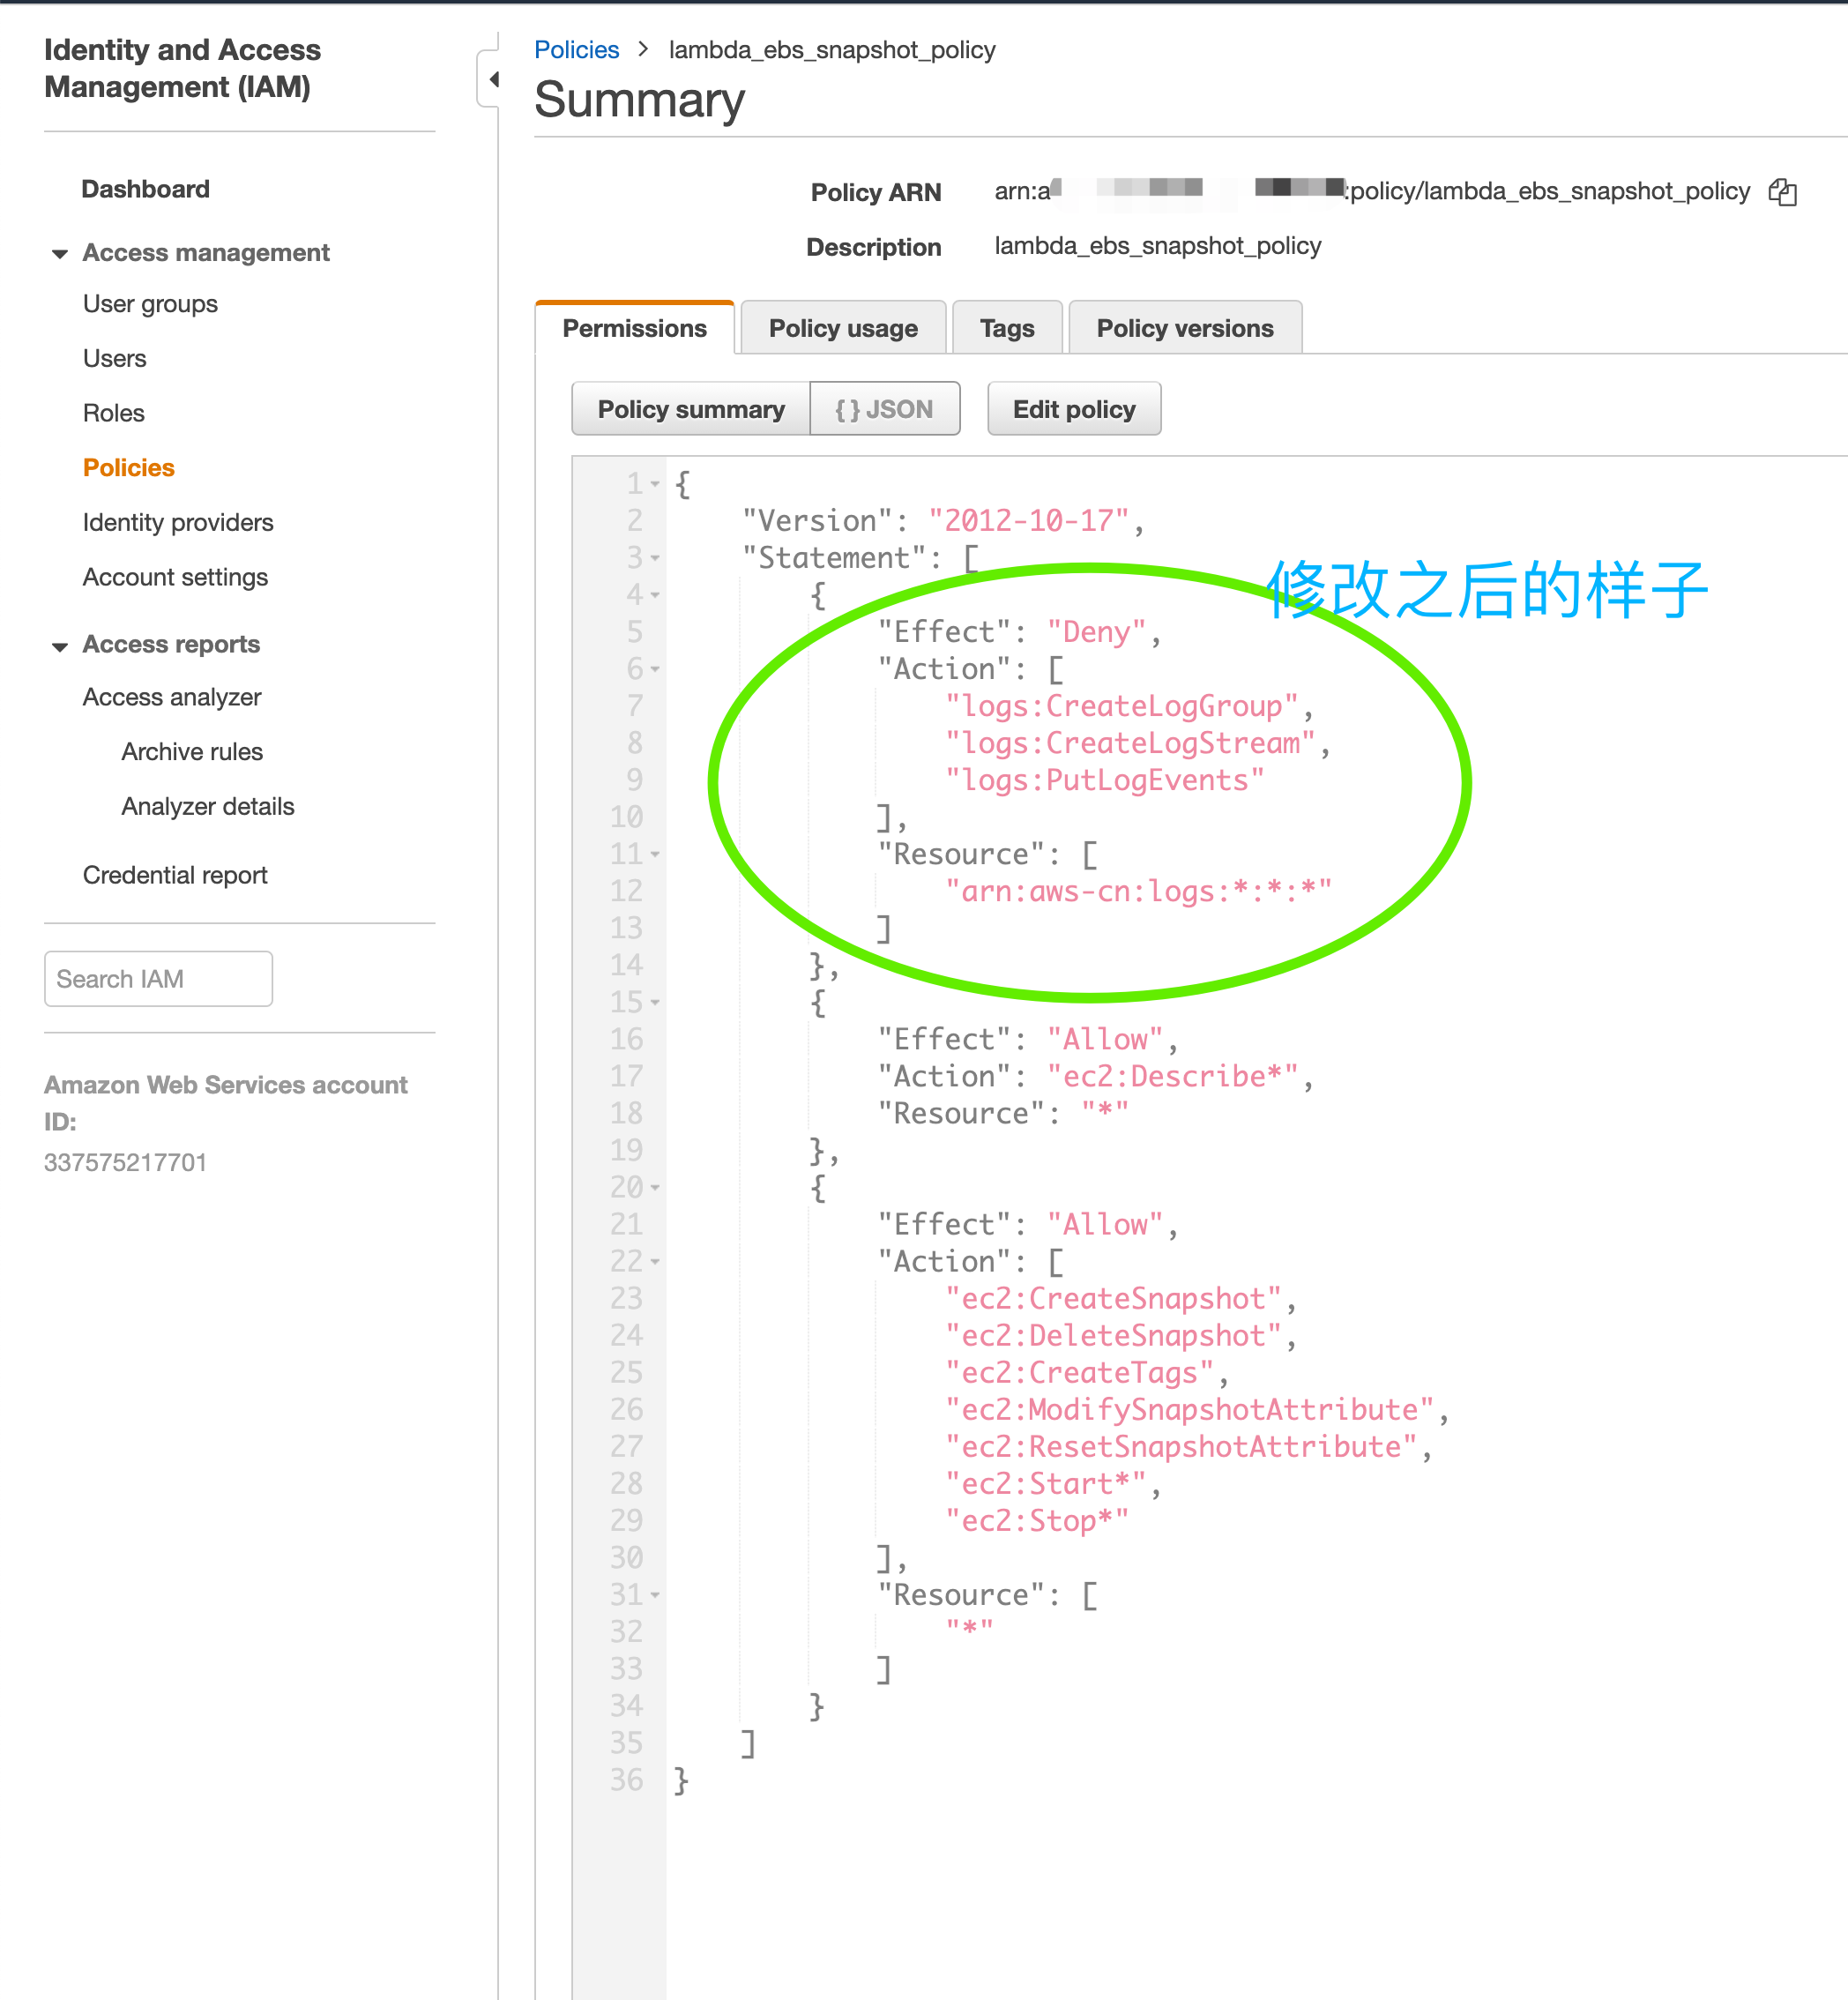 Identity and Access
Management (IAM)
Dashboard
Access management
User groups
Users
Roles
Policies
Identity providers
Account settings
Access reports
Access analyzer
Archive rules
Analyzer details
Credential report
Search IAM
Amazon Web Services account
ID:
337575217701
Policies > lambda_ebs_snapshot_policy
Summary
Policy ARN arn:a :policy/lambda_ebs_snapshot_policy
Description lambda_ebs_snapshot_policy
Permissions Policy usage Tags Policy versions
Policy summary {} JSON Edit policy
修改之后的样子
1 {
2 "Version": "2012-10-17",
3 "Statement": [
4 {
5 "Effect": "Deny",
6 "Action": [
7 "logs:CreateLogGroup",
8 "logs:CreateLogStream",
9 "logs:PutLogEvents"
10 ],
11 "Resource": [
12 "arn:aws-cn:logs:*:*:*"
13 ]
14 },
15 {
16 "Effect": "Allow",
17 "Action": "ec2:Describe*",
18 "Resource": "*"
19 },
20 {
21 "Effect": "Allow",
22 "Action": [
23 "ec2:CreateSnapshot",
24 "ec2:DeleteSnapshot",
25 "ec2:CreateTags",
26 "ec2:ModifySnapshotAttribute",
27 "ec2:ResetSnapshotAttribute",
28 "ec2:Start*",
29 "ec2:Stop*"
30 ],
31 "Resource": [
32 "*"
33 ]
34 }
35 ]
36 }